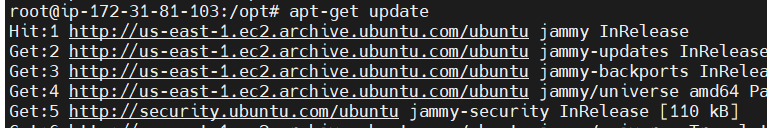 root@ip-172-31-81-103:/opt# apt-get update
Hit:1 http://us-east-1.ec2.archive.ubuntu.com/ubuntu jammy InRelease
Get:2 http://us-east-1.ec2.archive.ubuntu.com/ubuntu jammy-updates InRelease
Get:3 http://us-east-1.ec2.archive.ubuntu.com/ubuntu jammy-backports InRelea
Get:4 http://us-east-1.ec2.archive.ubuntu.com/ubuntu jammy/universe amd64 Pa
Get:5 http://security.ubuntu.com/ubuntu jammy-security InRelease [110 kB]